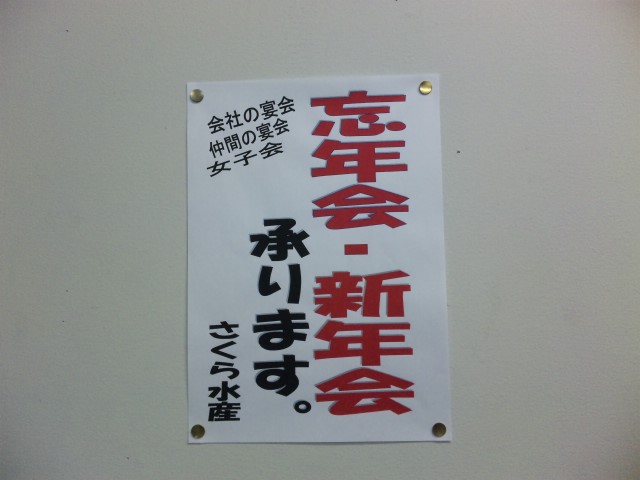 忘年会・新年会
承ります。
会社の宴会
仲間の宴会
女子会
さくら水産